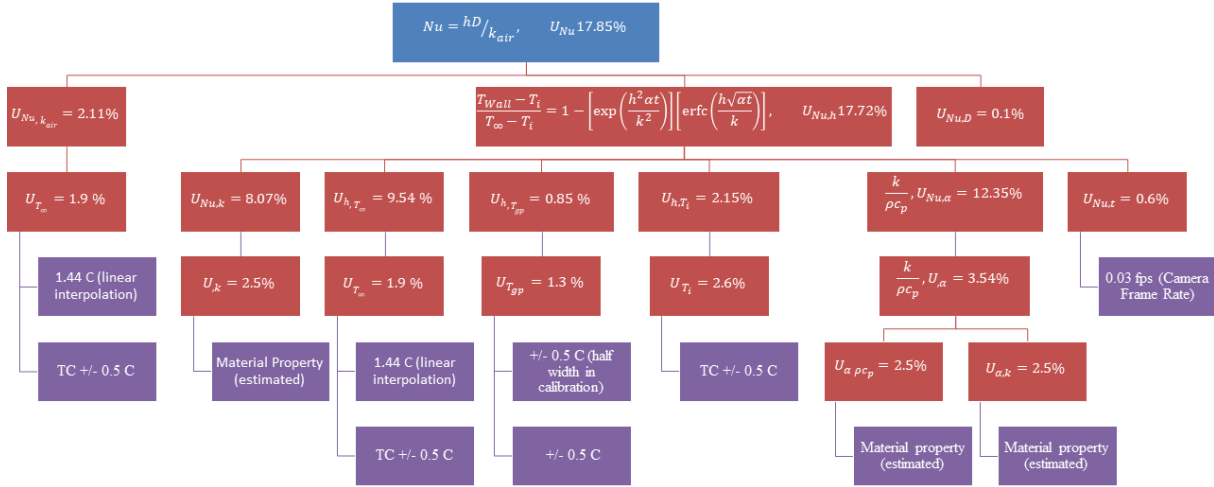 Nu = hD/k_air, U_Nu 17.85%
U_Nu, k_air = 2.11%
(T_Wall − T_i)/(T_∞ − T_i) = 1 − [exp(h²αt/k²)][erfc(h√αt/k)], U_Nu,h 17.72%
U_Nu,D = 0.1%
U_T∞ = 1.9 %
U_Nu,k = 8.07%
U_h, T∞ = 9.54 %
U_h, T_gp = 0.85 %
U_h,T_i = 2.15%
k/ρc_p, U_Nu,α = 12.35%
U_Nu,t = 0.6%
1.44 C (linear
interpolation)
U_,k = 2.5%
U_T∞ = 1.9 %
U_T_gp = 1.3 %
U_T_i = 2.6%
k/ρc_p, U_,α = 3.54%
0.03 fps (Camera
Frame Rate)
TC +/- 0.5 C
Material Property
(estimated)
1.44 C (linear
interpolation)
+/- 0.5 C (half
width in
calibration)
TC +/- 0.5 C
U_α ρc_p = 2.5%
U_α,k = 2.5%
TC +/- 0.5 C
+/- 0.5 C
Material property
(estimated)
Material property
(estimated)